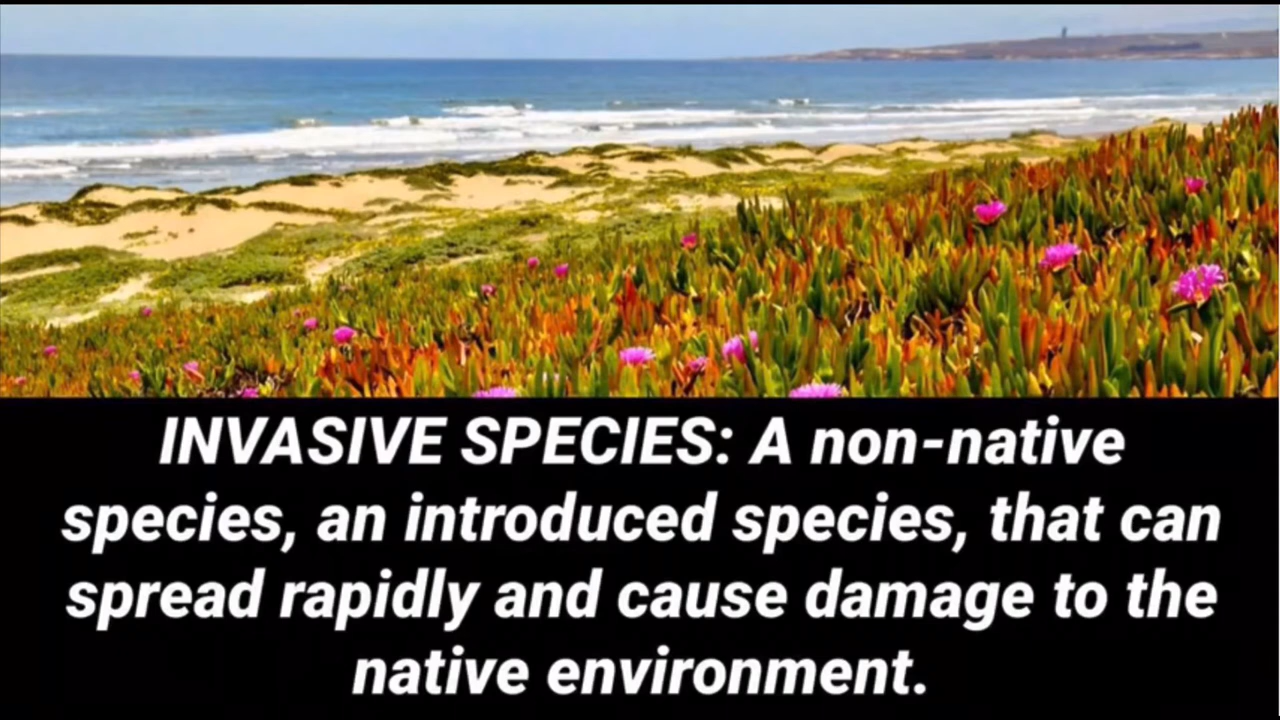 INVASIVE SPECIES: A non-native
species, an introduced species, that can
spread rapidly and cause damage to the
native environment.